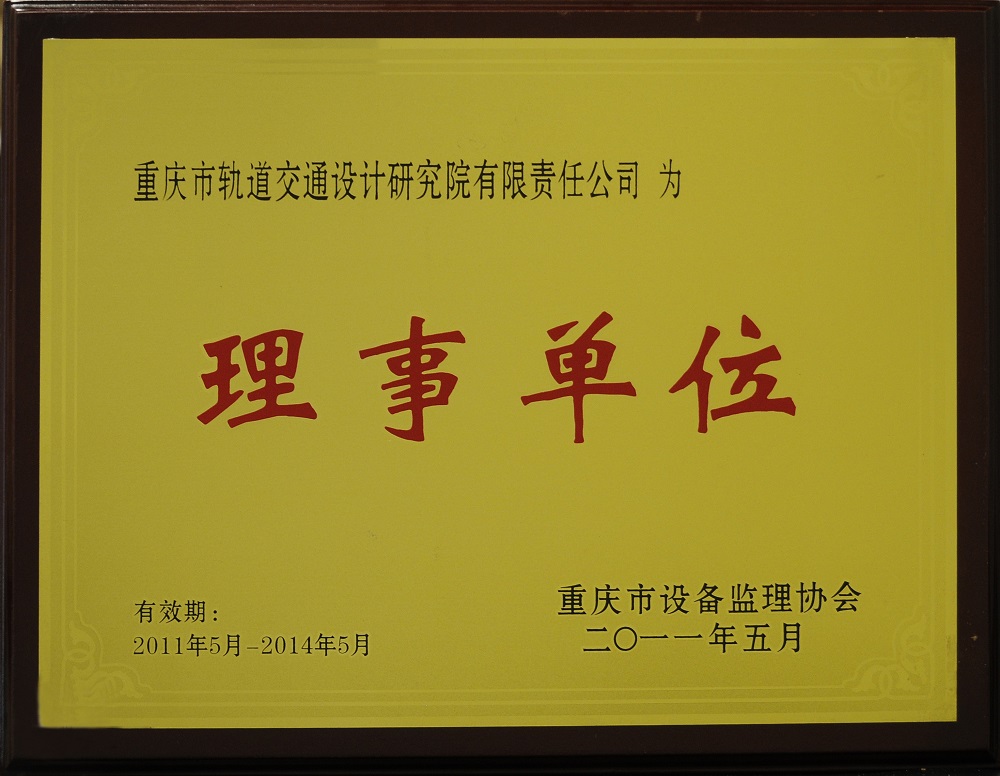 重庆市轨道交通设计研究院有限责任公司 为
理事单位
有效期:
2011年5月-2014年5月
重庆市设备监理协会
二〇一一年五月